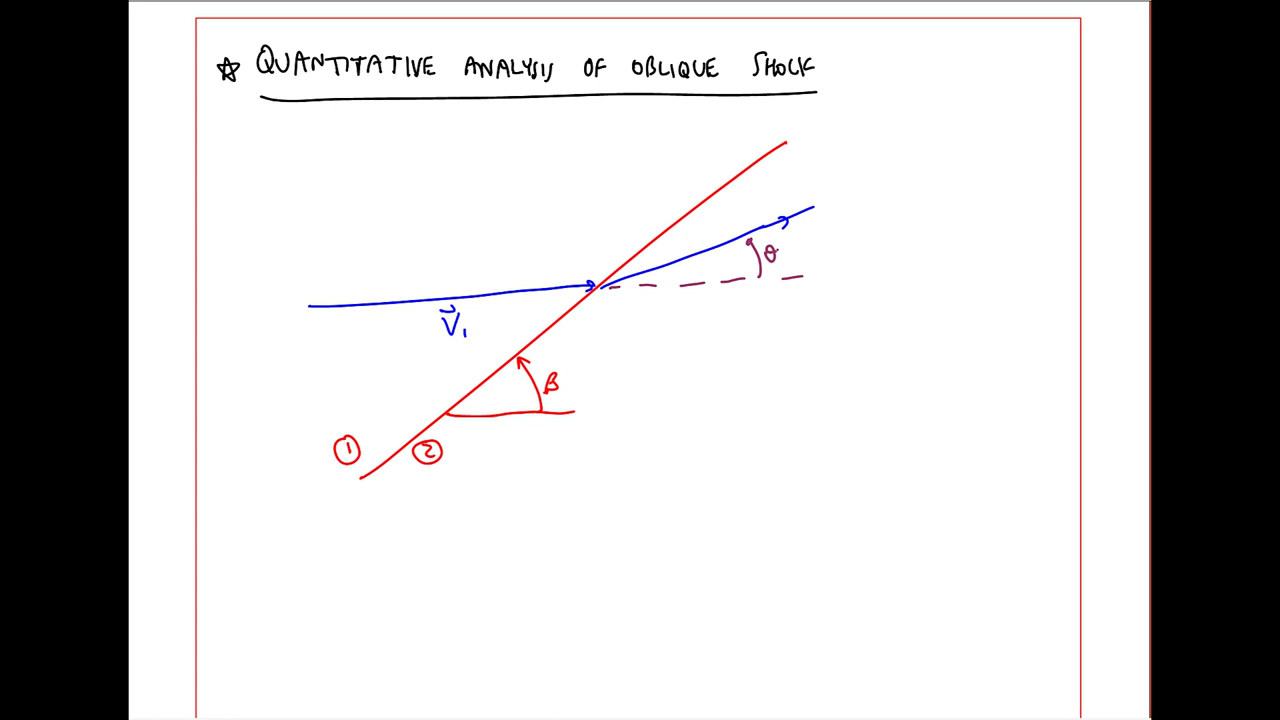 ☆ QUANTITATIVE ANALYSIS OF OBLIQUE SHOCK
θ
V⃗₁
β
① ②